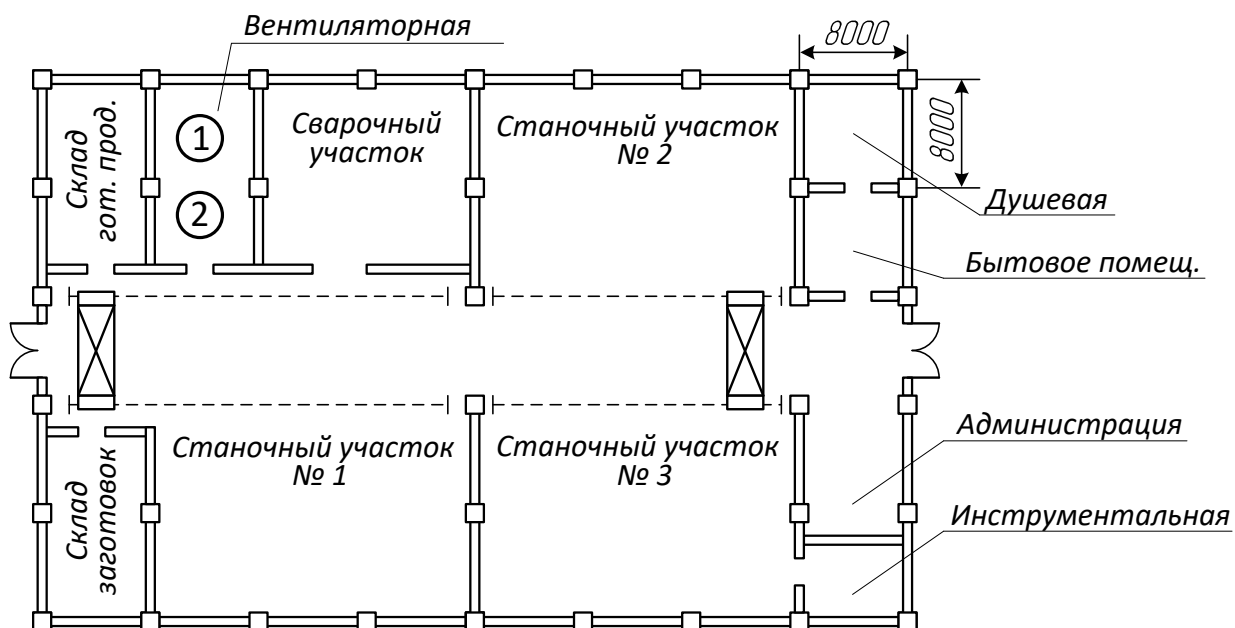 Вентиляторная
8000
8000
Склад
гот. прод.
1
2
Сварочный
участок
Станочный участок
№ 2
Душевая
Бытовое помещ.
Станочный участок
№ 1
Станочный участок
№ 3
Администрация
Склад
заготовок
Инструментальная